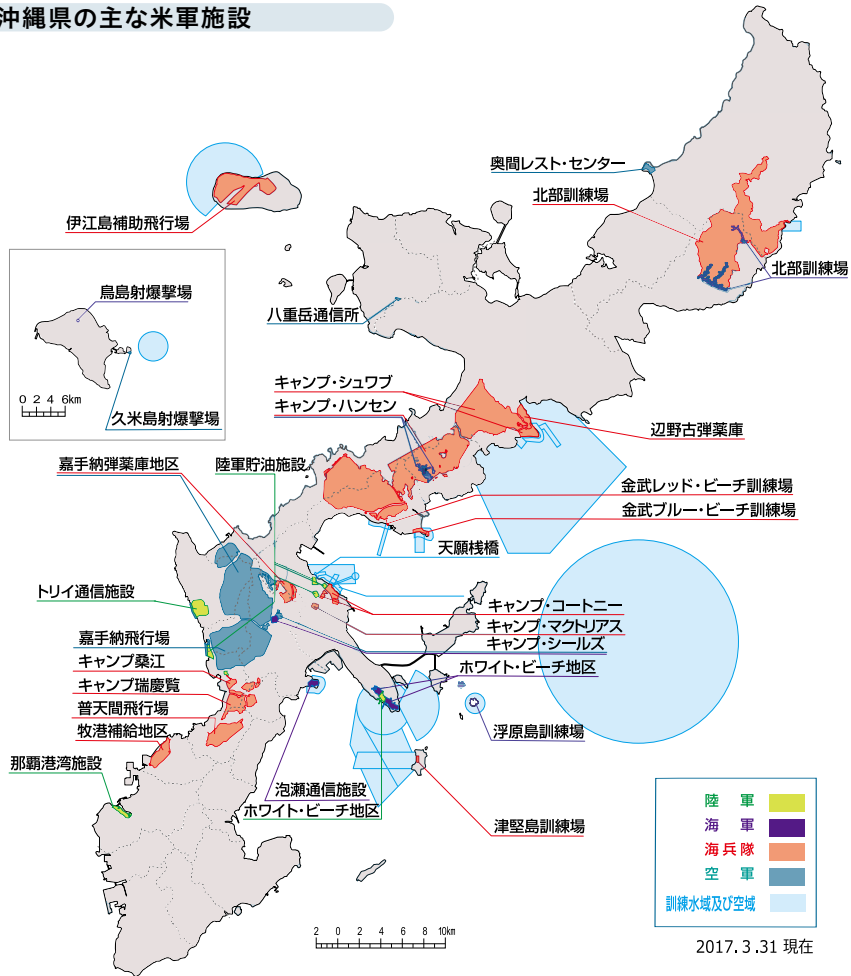 沖縄県の主な米軍施設
奥間レスト・センター
北部訓練場
伊江島補助飛行場
北部訓練場
鳥島射爆撃場
八重岳通信所
0 2 4 6km
久米島射爆撃場
キャンプ・シュワブ
キャンプ・ハンセン
辺野古弾薬庫
嘉手納弾薬庫地区
陸軍貯油施設
金武レッド・ビーチ訓練場
金武ブルー・ビーチ訓練場
天願桟橋
トリイ通信施設
キャンプ・コートニー
キャンプ・マクトリアス
キャンプ・シールズ
嘉手納飛行場
キャンプ桑江
ホワイト・ビーチ地区
キャンプ瑞慶覧
普天間飛行場
牧港補給地区
浮原島訓練場
那覇港湾施設
泡瀬通信施設
ホワイト・ビーチ地区
津堅島訓練場
陸軍
海軍
海兵隊
空軍
訓練水域及び空域
2 0 2 4 6 8 10km
2017.3.31 現在